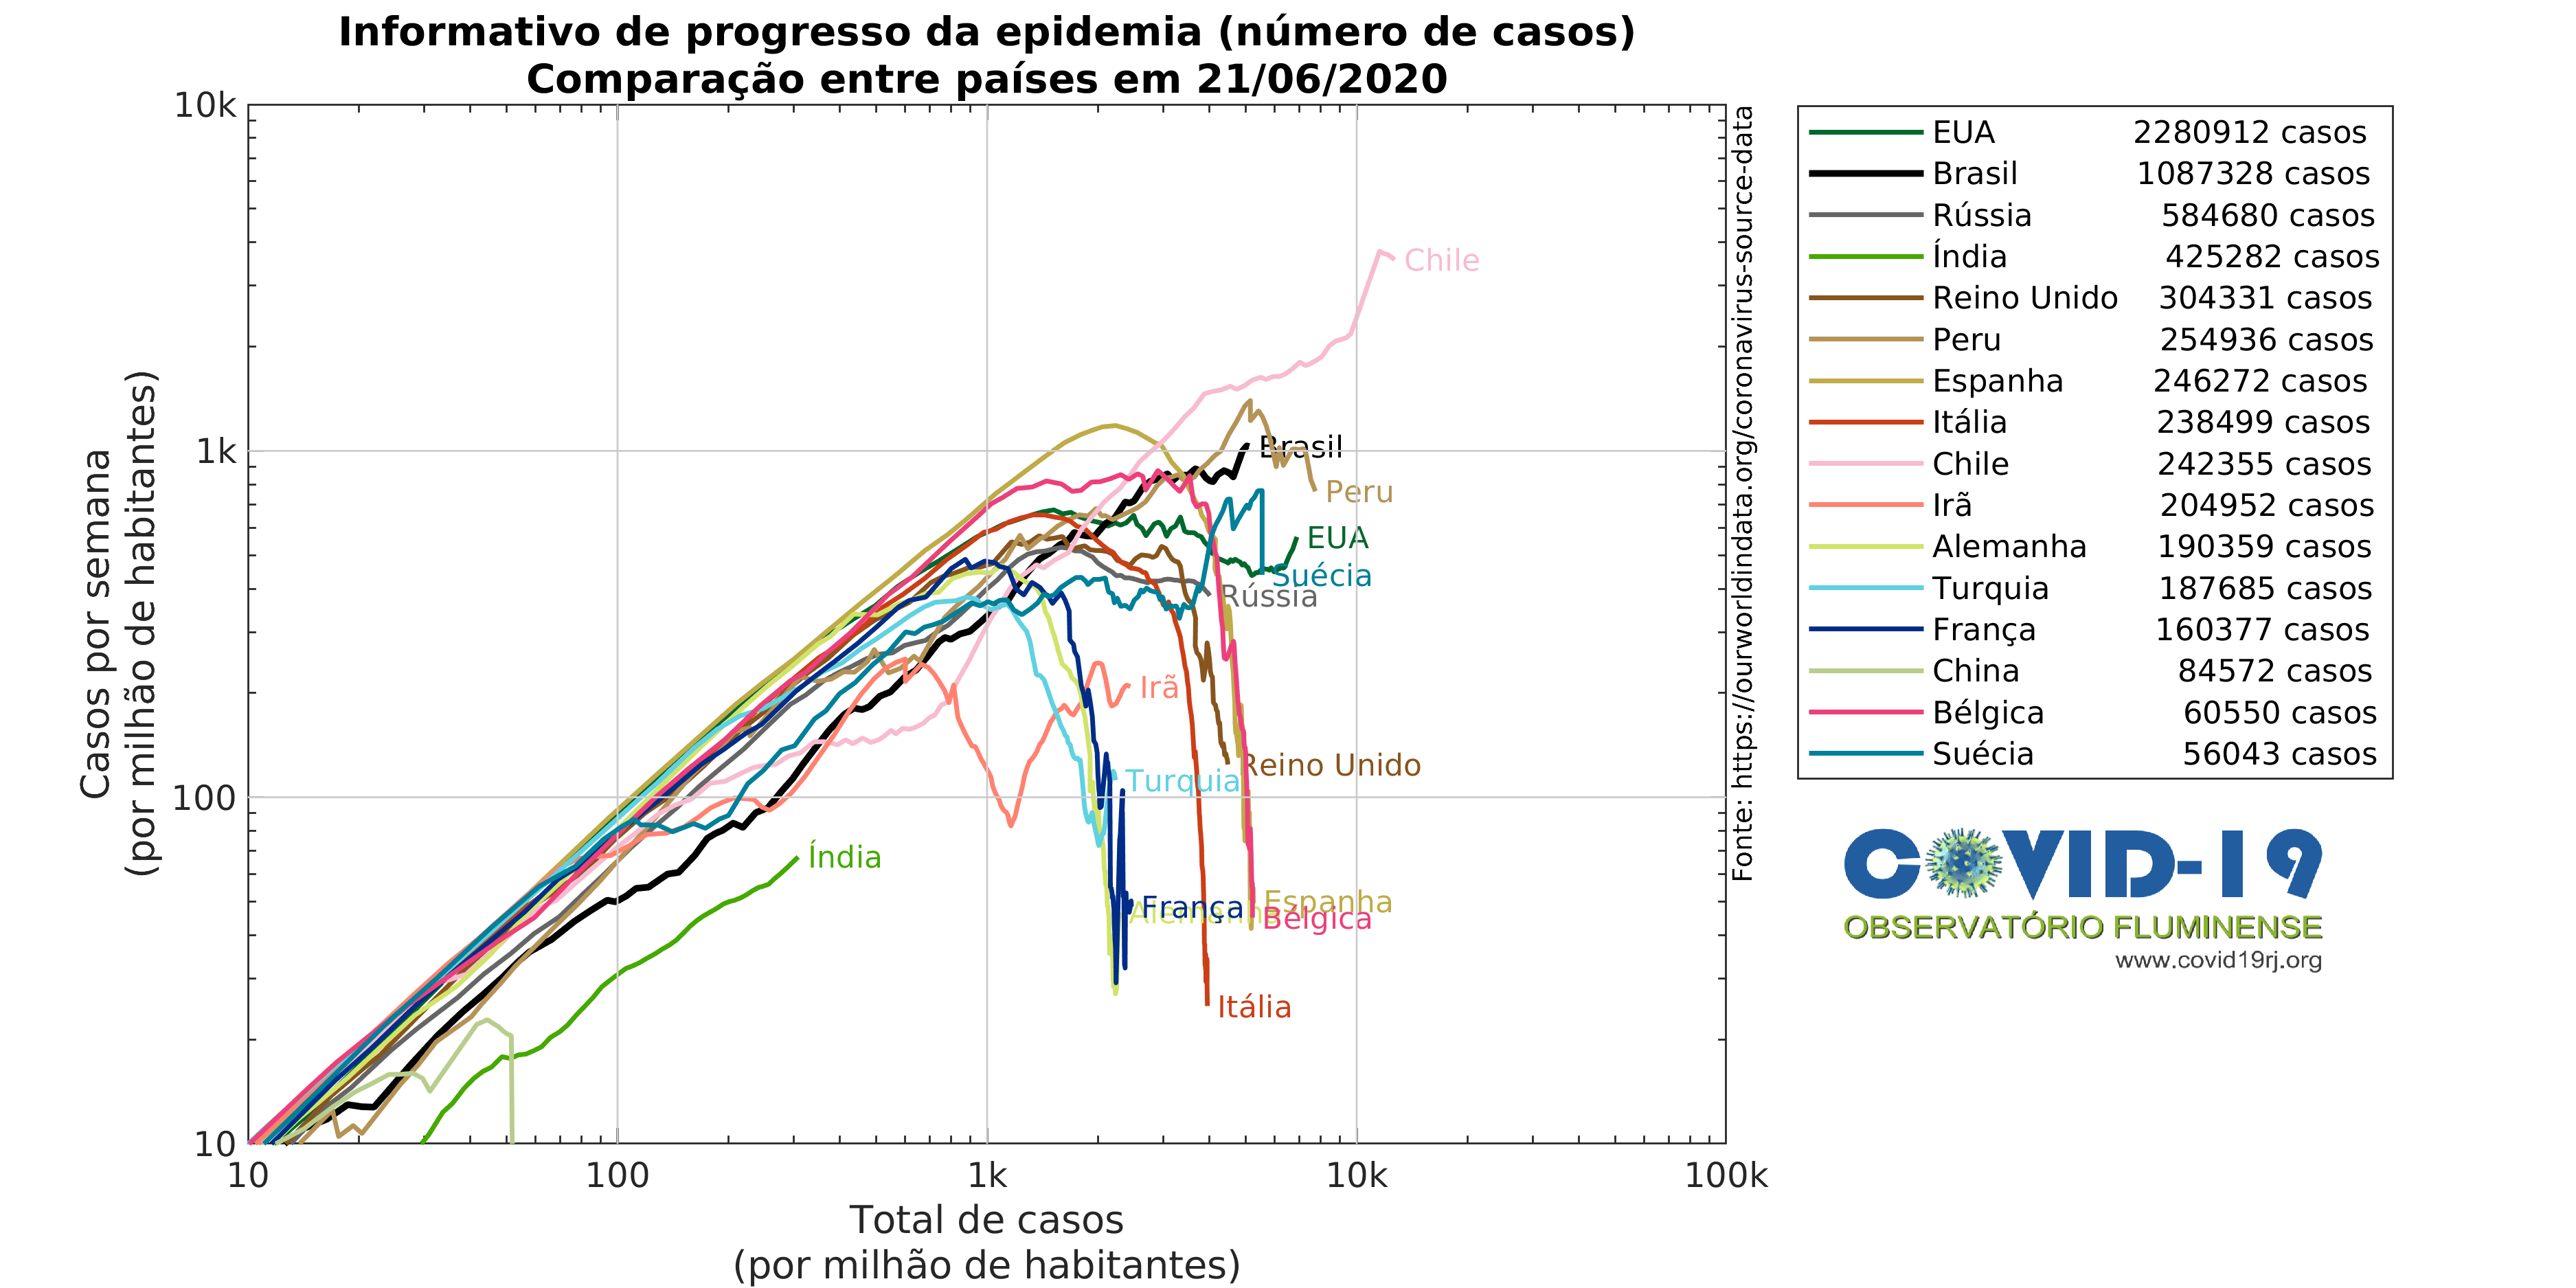 Informativo de progresso da epidemia (número de casos)
Comparação entre países em 21/06/2020
Casos por semana
(por milhão de habitantes)
10k
1k
100
10
10
100
1k
10k
100k
Total de casos
(por milhão de habitantes)
Chile
Brasil
Peru
EUA
Suécia
Rússia
Irã
Reino Unido
Turquia
Índia
Espanha
França
Alemanha
Bélgica
Itália
Fonte: https://ourworldindata.org/coronavirus-source-data
EUA 2280912 casos
Brasil 1087328 casos
Rússia 584680 casos
Índia 425282 casos
Reino Unido 304331 casos
Peru 254936 casos
Espanha 246272 casos
Itália 238499 casos
Chile 242355 casos
Irã 204952 casos
Alemanha 190359 casos
Turquia 187685 casos
França 160377 casos
China 84572 casos
Bélgica 60550 casos
Suécia 56043 casos
COVID-19
OBSERVATÓRIO FLUMINENSE
www.covid19rj.org